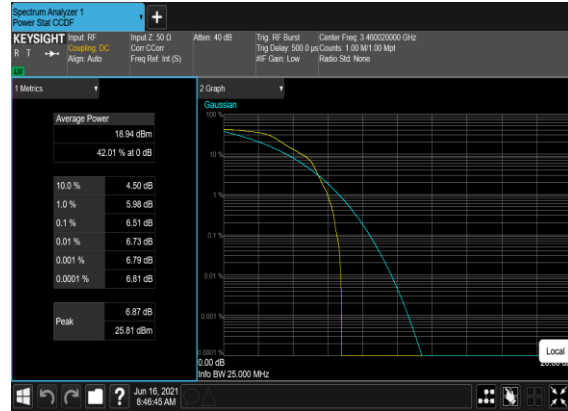 Spectrum Analyzer 1
Power Stat CCDF
KEYSIGHT
R T
LM
Input: RF
Coupling: DC
Align: Auto
Input Z: 50 Ω
Corr CCorr
Freq Ref: Int (S)
Atten: 40 dB
Trig: RF Burst
Trig Delay: 500.0 µs
#IF Gain: Low
Center Freq: 3.460020000 GHz
Counts: 1.00 M/1.00 Mpt
Radio Std: None
1 Metrics
2 Graph
Average Power
18.94 dBm
42.01 % at 0 dB
10.0 % 4.50 dB
1.0 % 5.98 dB
0.1 % 6.51 dB
0.01 % 6.73 dB
0.001 % 6.79 dB
0.0001 % 6.81 dB
Peak
6.87 dB
25.81 dBm
Gaussian
100 %
10 %
1 %
0.1 %
0.01 %
0.001 %
0.0001 %
0.00 dB
Info BW 25.000 MHz
Local
?
Jun 16, 2021
8:46:45 AM